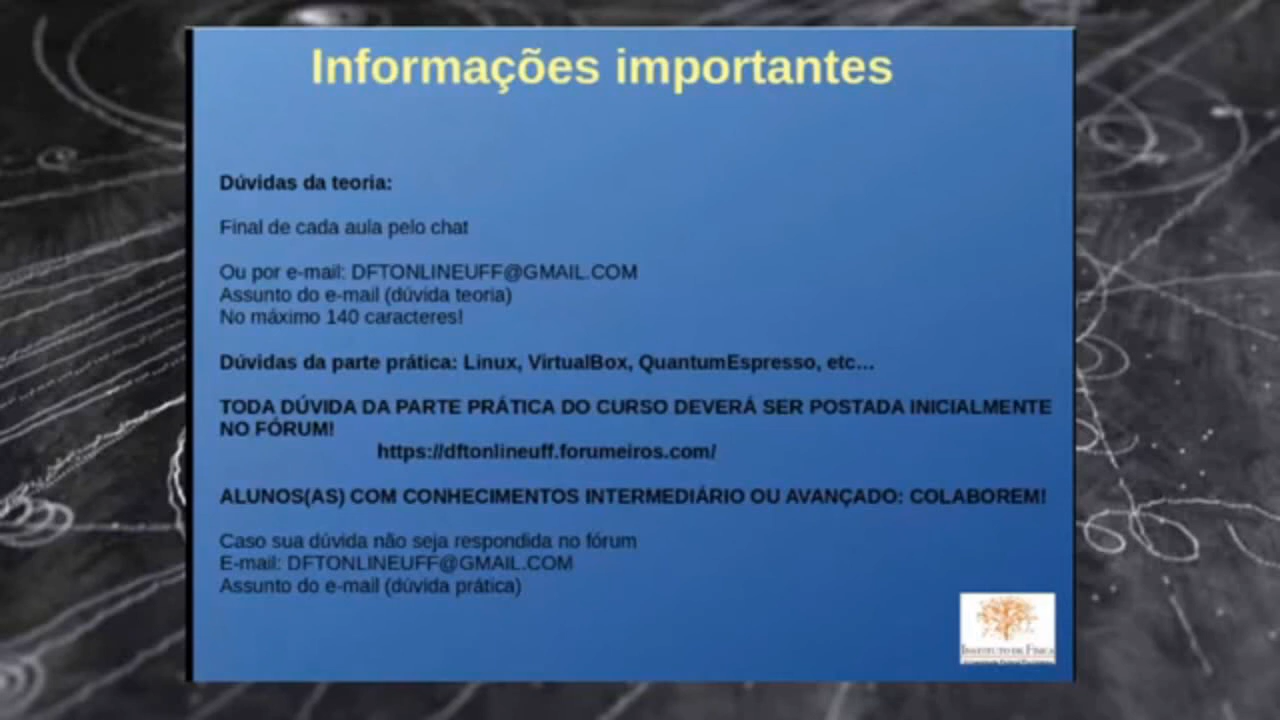 Informações importantes
Dúvidas da teoria:
Final de cada aula pelo chat
Ou por e-mail: DFTONLINEUFF@GMAIL.COM
Assunto do e-mail (dúvida teoria)
No máximo 140 caracteres!
Dúvidas da parte prática: Linux, VirtualBox, QuantumEspresso, etc...
TODA DÚVIDA DA PARTE PRÁTICA DO CURSO DEVERÁ SER POSTADA INICIALMENTE
NO FÓRUM!
https://dftonlineuff.forumeiros.com/
ALUNOS(AS) COM CONHECIMENTOS INTERMEDIÁRIO OU AVANÇADO: COLABOREM!
Caso sua dúvida não seja respondida no fórum
E-mail: DFTONLINEUFF@GMAIL.COM
Assunto do e-mail (dúvida prática)
INSTITUTO DE FÍSICA